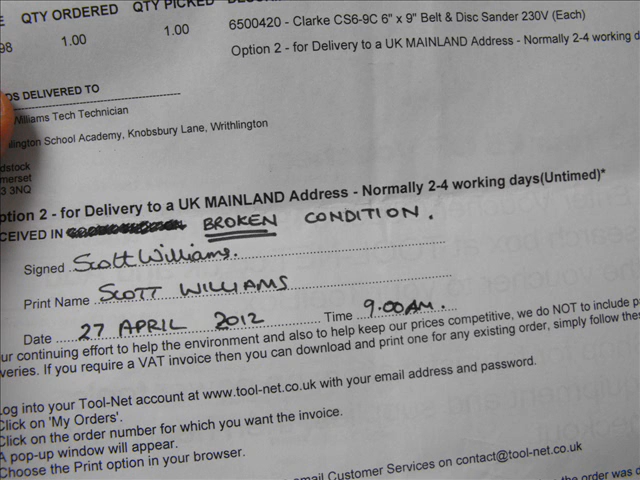 QTY ORDERED QTY PICKED
98 1.00 1.00 6500420 - Clarke CS6-9C 6" x 9" Belt & Disc Sander 230V (Each)
Option 2 - for Delivery to a UK MAINLAND Address - Normally 2-4 working
DS DELIVERED TO
Williams Tech Technician
lington School Academy, Knobsbury Lane, Writhlington
dstock
merset
3 3NQ
ption 2 - for Delivery to a UK MAINLAND Address - Normally 2-4 working days(Untimed)*
CEIVED IN BROKEN CONDITION.
Signed Scott Williams.
Print Name SCOTT WILLIAMS
Date 27 APRIL 2012 Time 9.00AM.
ur continuing effort to help the environment and also to help keep our prices competitive, we do NOT to include
veries. If you require a VAT invoice then you can download and print one for any existing order, simply follow
Log into your Tool-Net account at www.tool-net.co.uk with your email address and password.
Click on 'My Orders'.
Click on the order number for which you want the invoice.
A pop-up window will appear.
Choose the Print option in your browser.
email Customer Services on contact@tool-net.co.uk
the order was